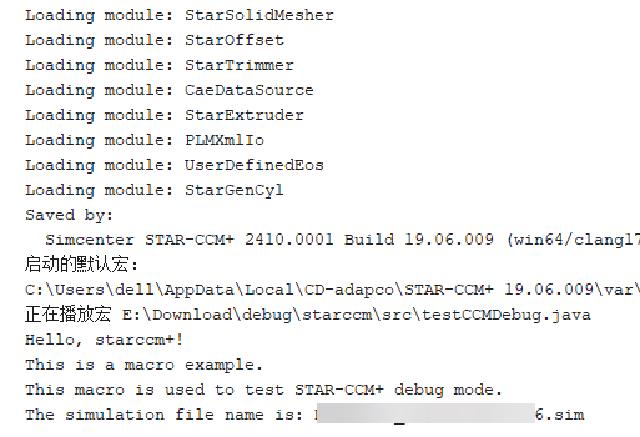 Loading module: StarSolidMesher
Loading module: StarOffset
Loading module: StarTrimmer
Loading module: CaeDataSource
Loading module: StarExtruder
Loading module: PLMXmlIo
Loading module: UserDefinedEos
Loading module: StarGenCyl
Saved by:
Simcenter STAR-CCM+ 2410.0001 Build 19.06.009 (win64/clang17
启动的默认宏:
C:\Users\dell\AppData\Local\CD-adapco\STAR-CCM+ 19.06.009\var\
正在播放宏 E:\Download\debug\starccm\src\testCCMDebug.java
Hello, starccm+!
This is a macro example.
This macro is used to test STAR-CCM+ debug mode.
The simulation file name is: 6.sim